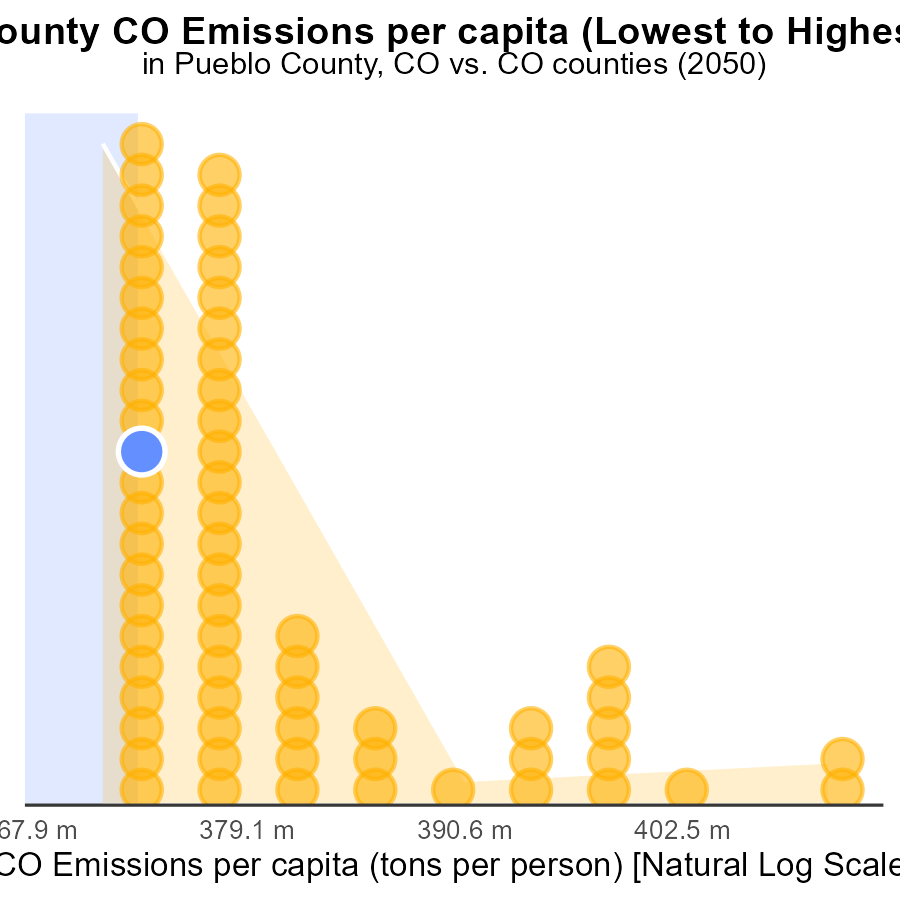 ounty CO Emissions per capita (Lowest to Highes
in Pueblo County, CO vs. CO counties (2050)
67.9 m 379.1 m 390.6 m 402.5 m
CO Emissions per capita (tons per person) [Natural Log Scale